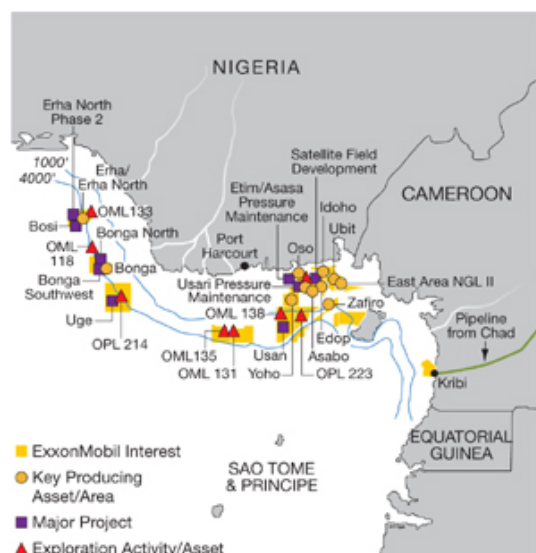 NIGERIA
Erha North
Phase 2
1000'
4000'
Erha/
Erha North
OML133
Bosi
Bonga North
OML
118
Bonga
Bonga
Southwest
Uge
OPL 214
Satellite Field
Development
Etim/Asasa
Pressure
Maintenance
Idoho
Ubit
Oso
Port
Harcourt
CAMEROON
East Area NGL II
Usari Pressure
Maintenance
Zafiro
OML 138
Edop
OML135
OML 131
Usan
Yoho
Asabo
OPL 223
Pipeline
from Chad
Kribi
EQUATORIAL
GUINEA
SAO TOME
& PRINCIPE
ExxonMobil Interest
Key Producing
Asset/Area
Major Project
Exploration Activity/Asset